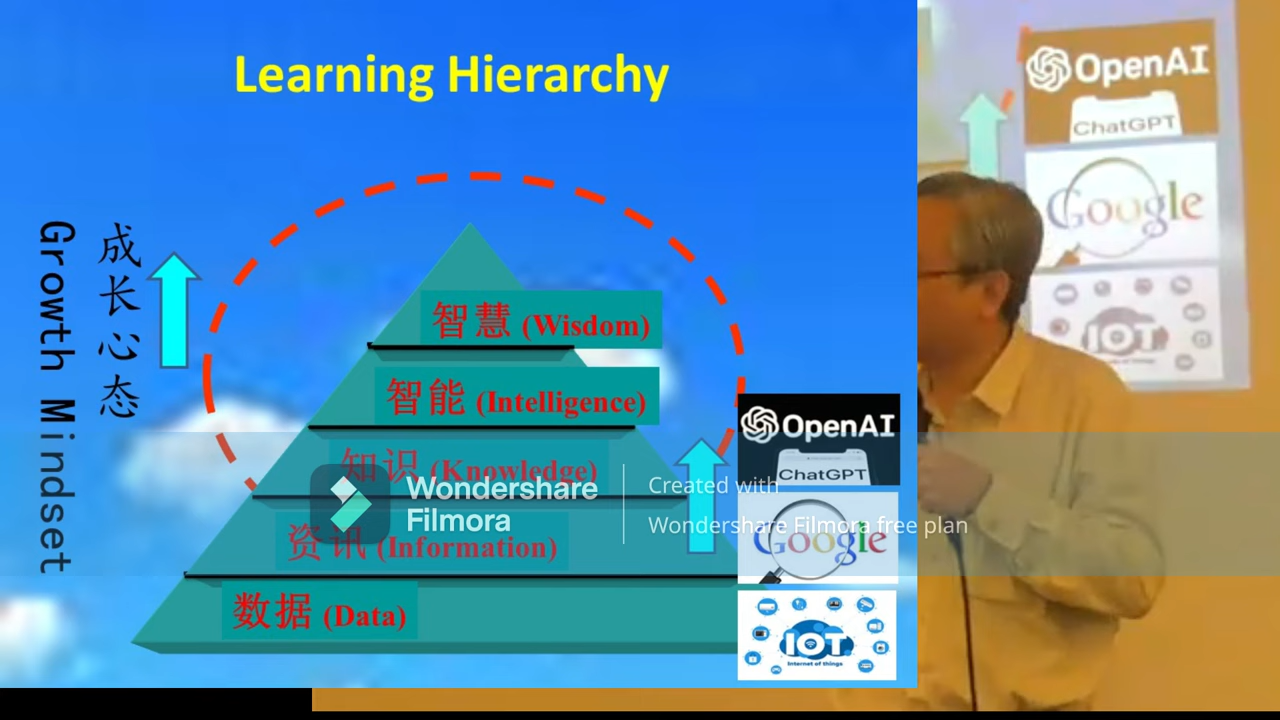 Learning Hierarchy
成长心态
Growth Mindset
智慧 (Wisdom)
智能 (Intelligence)
知识 (Knowledge)
资讯 (Information)
数据 (Data)
OpenAI
ChatGPT
Google
IOT
Internet of things
Wondershare
Filmora
Created with
Wondershare Filmora free plan
OpenAI
ChatGPT
Google
IOT